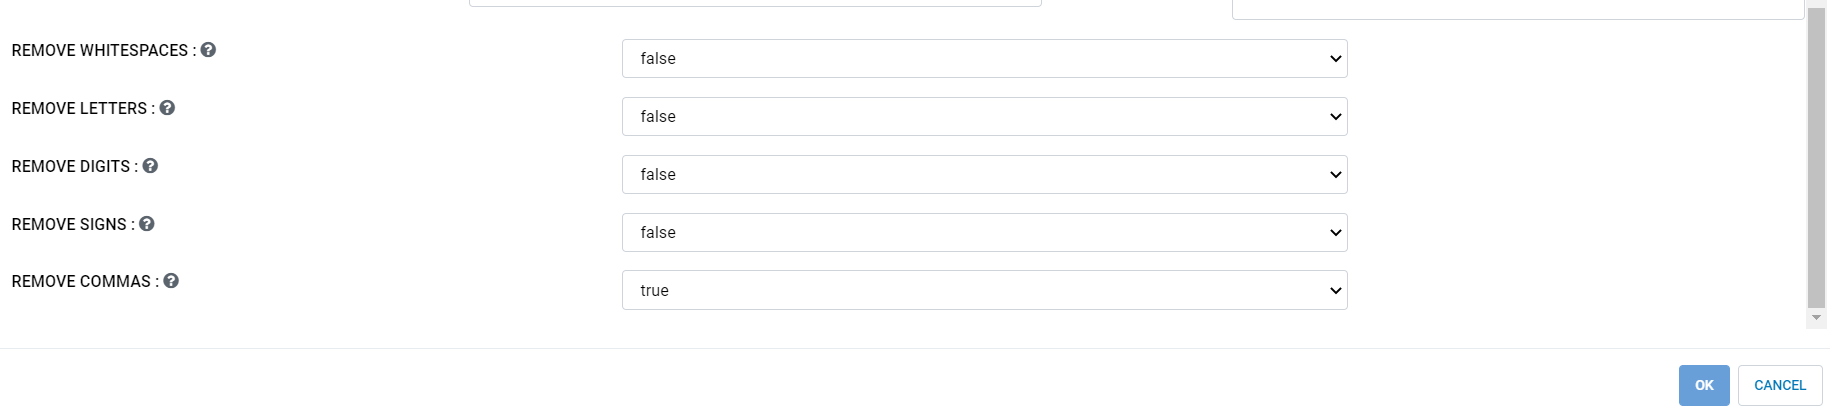 REMOVE WHITESPACES : ?
false
REMOVE LETTERS : ?
false
REMOVE DIGITS : ?
false
REMOVE SIGNS : ?
false
REMOVE COMMAS : ?
true
OK CANCEL